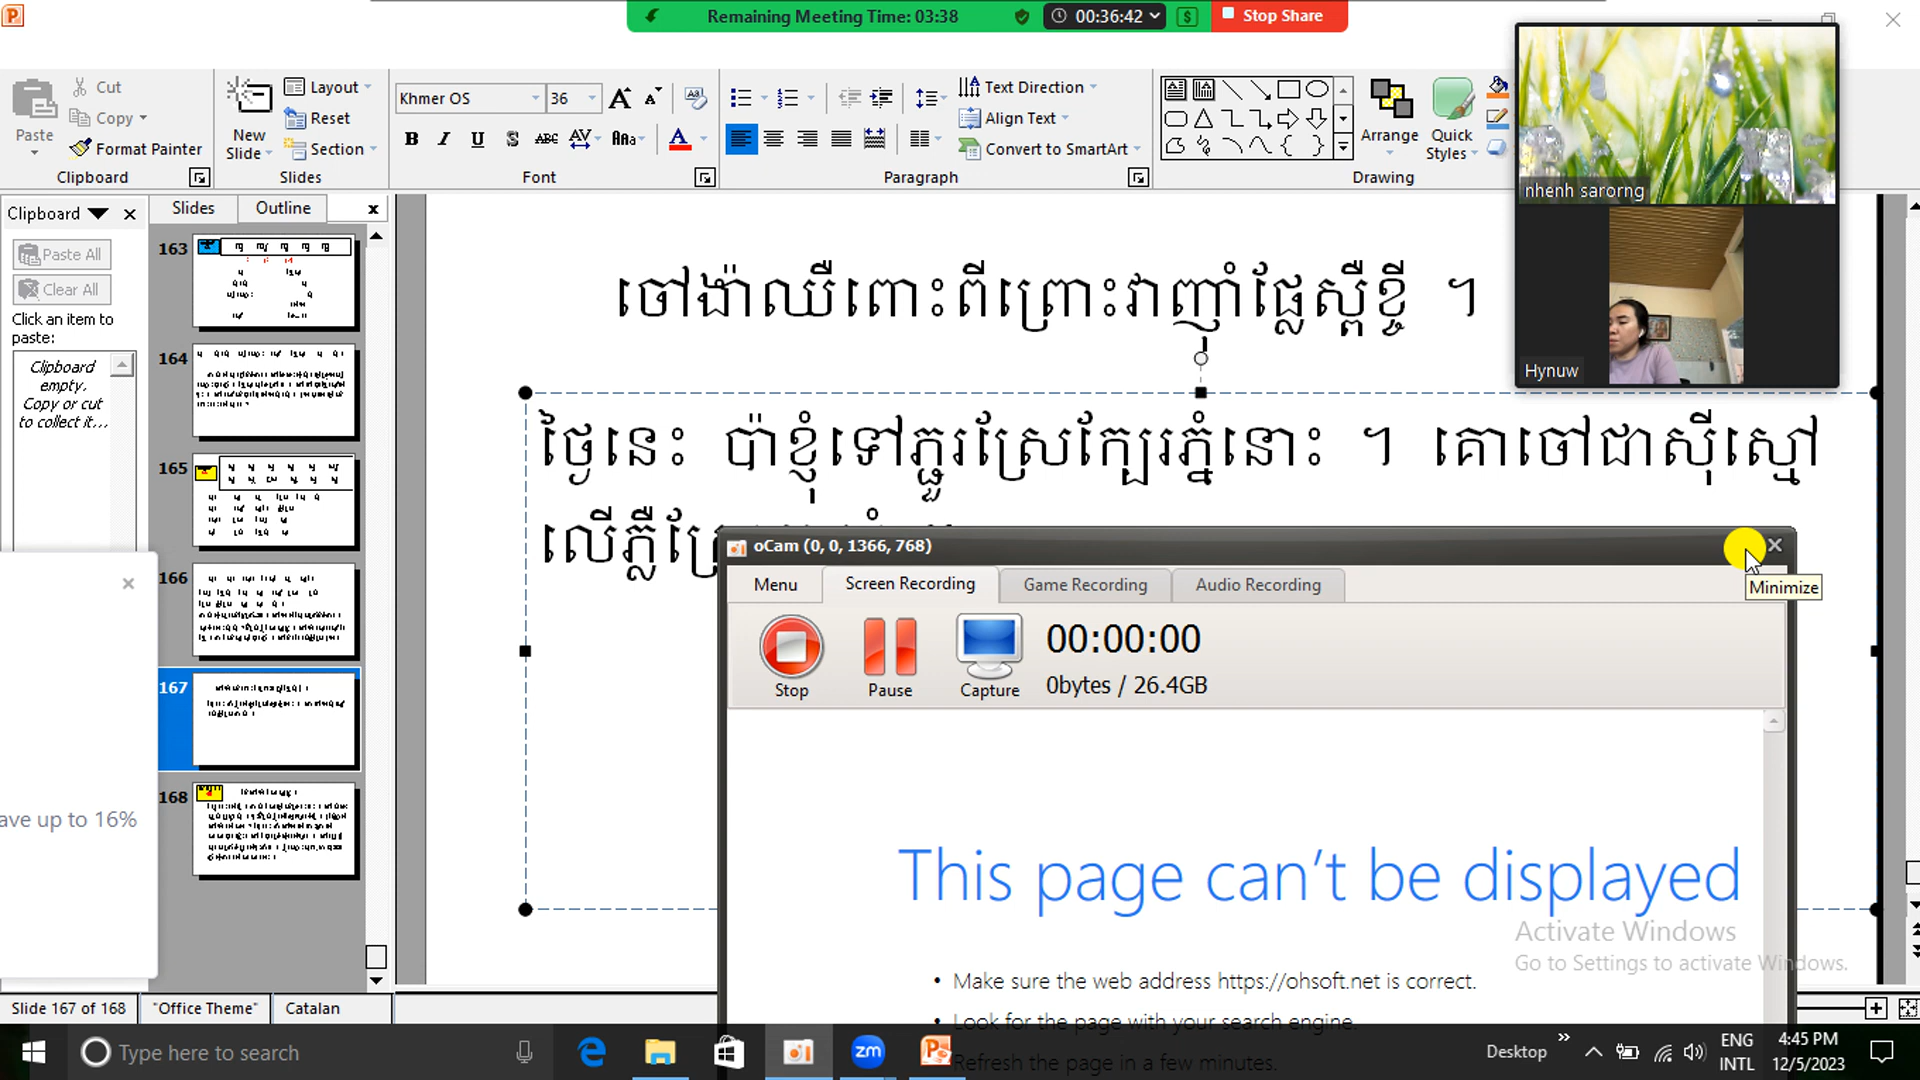 Remaining Meeting Time: 03:38
00:36:42
Stop Share
Paste
Cut
Copy
Format Painter
Clipboard
New Slide
Layout
Reset
Section
Slides
Khmer OS
36
Font
Text Direction
Align Text
Convert to SmartArt
Paragraph
Arrange
Quick Styles
Drawing
nhenh sarorng
Hynuw
Clipboard
Paste All
Clear All
Click an item to paste:
Clipboard empty.
Copy or cut to collect it...
Slides
Outline
163
164
165
166
167
168
ចៅង៉ាឈឺពោះពីព្រោះវាញ៉ាំផ្លែស្ពឺខ្ចី ។
ថ្ងៃនេះ ប៉ាខ្ញុំទៅភ្ជួរស្រែក្បែរភ្នំនោះ ។ គោចៅជាស៊ីស្មៅ
លើភ្លឺ
oCam (0, 0, 1366, 768)
Minimize
Menu
Screen Recording
Game Recording
Audio Recording
Stop
Pause
Capture
00:00:00
0bytes / 26.4GB
This page can't be displayed
• Make sure the web address https://ohsoft.net is correct.
• Look for the page with your search engine.
Refresh the page in a few minutes.
Activate Windows
Go to Settings to activate Windows.
ave up to 16%
Slide 167 of 168
"Office Theme"
Catalan
Type here to search
zm
Desktop
ENG
INTL
4:45 PM
12/5/2023